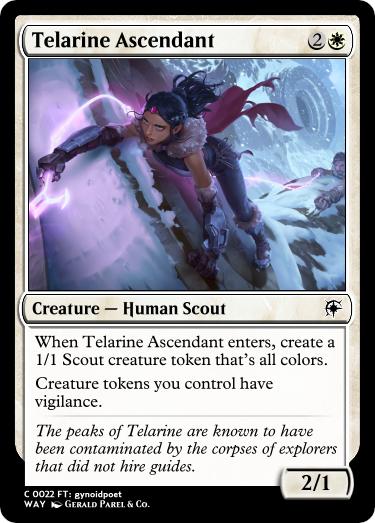 Telarine Ascendant 2
Creature — Human Scout
When Telarine Ascendant enters, create a
1/1 Scout creature token that's all colors.
Creature tokens you control have
vigilance.
The peaks of Telarine are known to have
been contaminated by the corpses of explorers
that did not hire guides.
2/1
C 0022 FT: gynoidpoet
WAY Gerald Parel & Co.